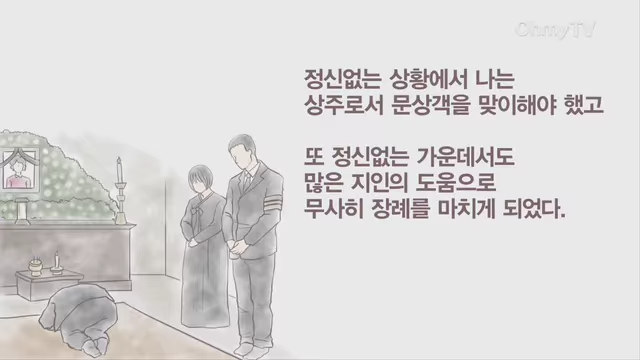 OhmyTV
정신없는 상황에서 나는
상주로서 문상객을 맞이해야 했고
또 정신없는 가운데서도
많은 지인의 도움으로
무사히 장례를 마치게 되었다.